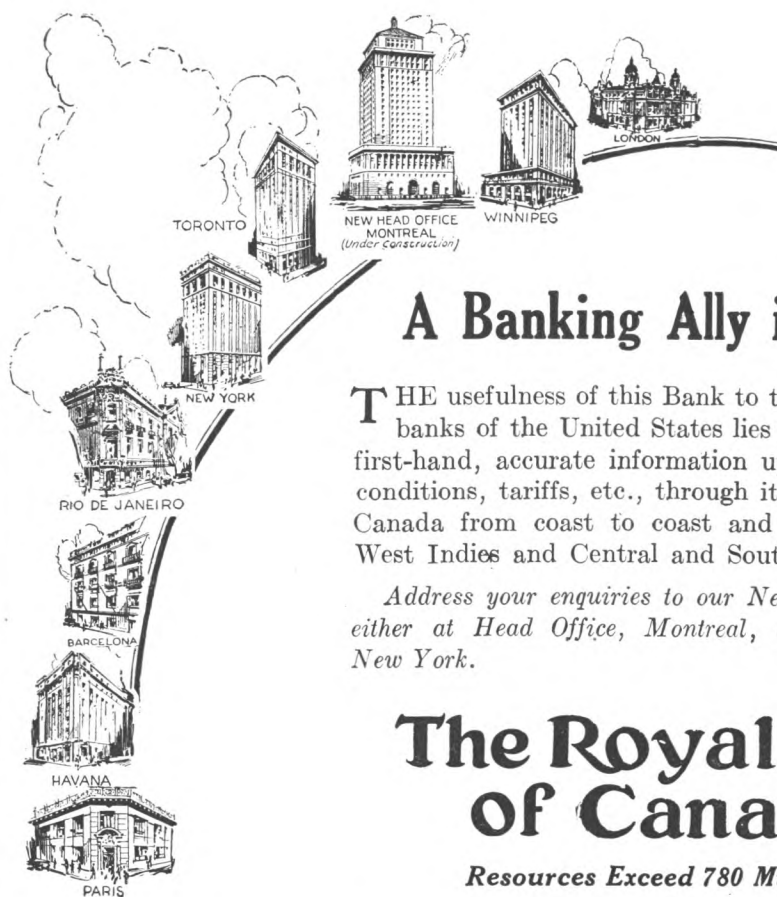 LONDON
TORONTO
NEW HEAD OFFICE
MONTREAL
(Under Construction)
WINNIPEG
NEW YORK
RIO DE JANEIRO
BARCELONA
HAVANA
PARIS
A Banking Ally i
THE usefulness of this Bank to t
banks of the United States lies
first-hand, accurate information u
conditions, tariffs, etc., through it
Canada from coast to coast and
West Indies and Central and Sout
Address your enquiries to our Ne
either at Head Office, Montreal,
New York.
The Royal
of Cana
Resources Exceed 780 M